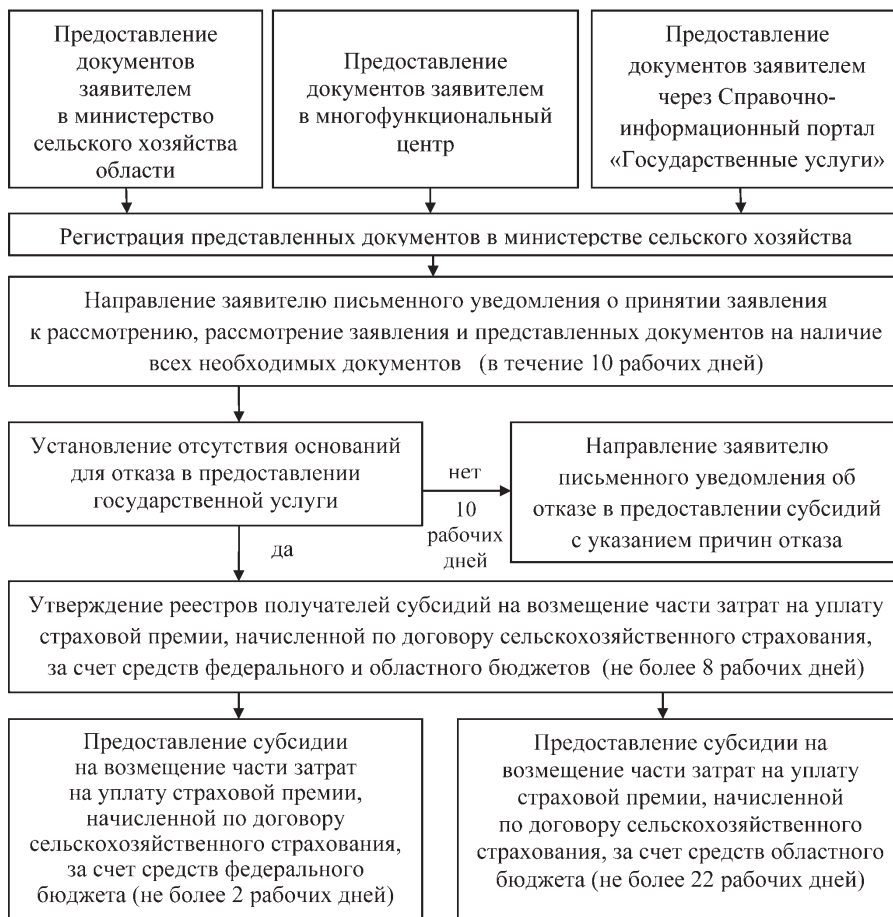 Предоставление
документов
заявителем
в министерство
сельского хозяйства
области
Предоставление
документов заявителем
в многофункциональный
центр
Предоставление
документов заявителем
через Справочно-
информационный портал
«Государственные услуги»
Регистрация представленных документов в министерстве сельского хозяйства
Направление заявителю письменного уведомления о принятии заявления
к рассмотрению, рассмотрение заявления и представленных документов на наличие
всех необходимых документов (в течение 10 рабочих дней)
Установление отсутствия оснований
для отказа в предоставлении
государственной услуги
нет
10
рабочих
дней
Направление заявителю
письменного уведомления об
отказе в предоставлении субсидий
с указанием причин отказа
да
Утверждение реестров получателей субсидий на возмещение части затрат на уплату
страховой премии, начисленной по договору сельскохозяйственного страхования,
за счет средств федерального и областного бюджетов (не более 8 рабочих дней)
Предоставление субсидии
на возмещение части затрат
на уплату страховой премии,
начисленной по договору
сельскохозяйственного страхования,
за счет средств федерального
бюджета (не более 2 рабочих дней)
Предоставление субсидии на
возмещение части затрат на уплату
страховой премии, начисленной
по договору сельскохозяйственного
страхования, за счет средств областного
бюджета (не более 22 рабочих дней)